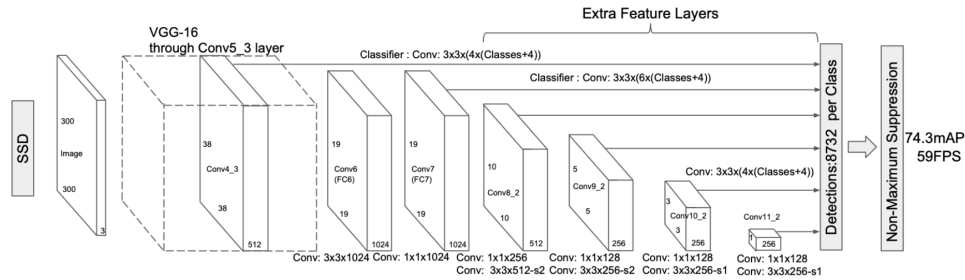 Extra Feature Layers
VGG-16
through Conv5_3 layer
Classifier : Conv: 3x3x(4x(Classes+4))
Classifier : Conv: 3x3x(6x(Classes+4))
SSD
300
Image
300
3
38
Conv4_3
38
512
19
Conv6
(FC6)
19
1024
19
Conv7
(FC7)
19
1024
10
Conv8_2
10
512
5
Conv9_2
5
256
Conv: 3x3x(4x(Classes+4))
3
Conv10_2
3
256
Conv11_2
1
256
Detections:8732 per Class
Non-Maximum Suppression
74.3mAP
59FPS
Conv: 3x3x1024
Conv: 1x1x1024
Conv: 1x1x256
Conv: 3x3x512-s2
Conv: 1x1x128
Conv: 3x3x256-s2
Conv: 1x1x128
Conv: 3x3x256-s1
Conv: 1x1x128
Conv: 3x3x256-s1